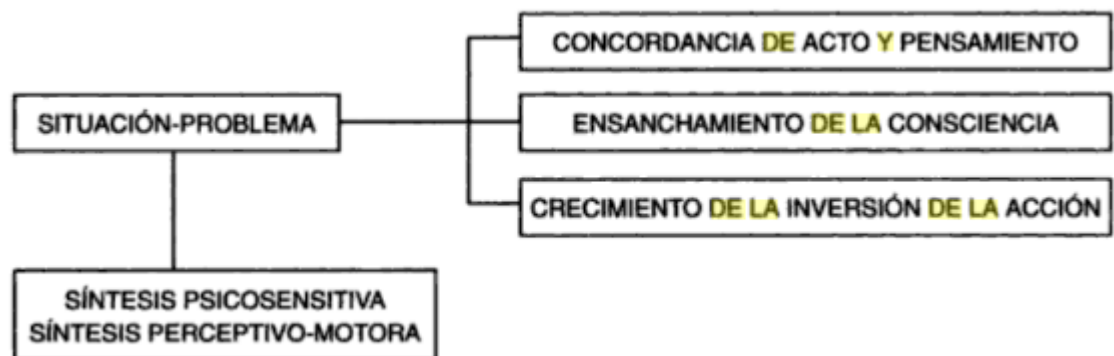 CONCORDANCIA DE ACTO Y PENSAMIENTO
SITUACIÓN-PROBLEMA
ENSANCHAMIENTO DE LA CONSCIENCIA
CRECIMIENTO DE LA INVERSIÓN DE LA ACCIÓN
SÍNTESIS PSICOSENSITIVA
SÍNTESIS PERCEPTIVO-MOTORA